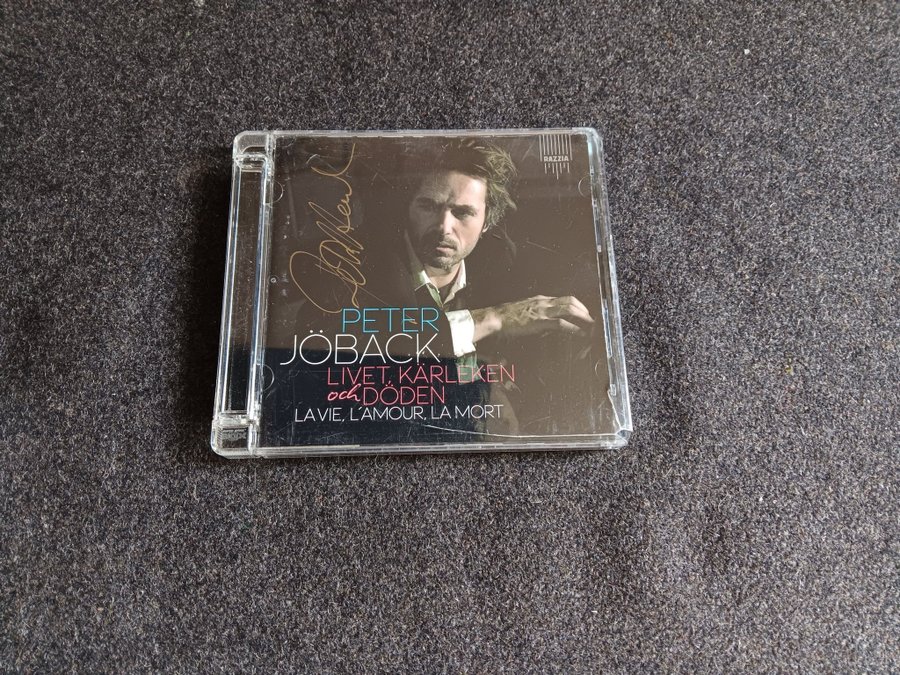 RAZZIA
PETER
JÖBACK
LIVET, KÄRLEKEN
och DÖDEN
LA VIE, L'AMOUR, LA MORT